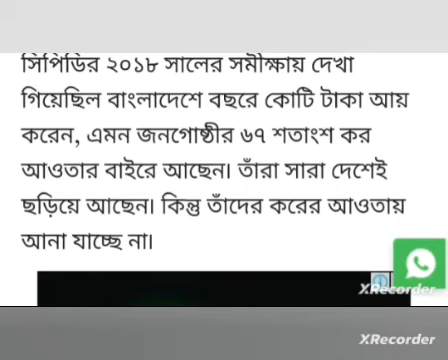 সিপিডির ২০১৮ সালের সমীক্ষায় দেখা
গিয়েছিল বাংলাদেশে বছরে কোটি টাকা আয়
করেন, এমন জনগোষ্ঠীর ৬৭ শতাংশ কর
আওতার বাইরে আছেন। তাঁরা সারা দেশেই
ছড়িয়ে আছেন। কিন্তু তাঁদের করের আওতায়
আনা যাচ্ছে না।
XRecorder
XRecorder